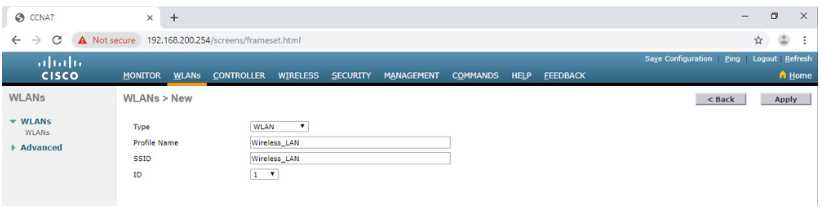 CCNA7
Not secure 192.168.200.254/screens/frameset.html
Save Configuration Ping Logout Refresh
CISCO MONITOR WLANs CONTROLLER WIRELESS SECURITY MANAGEMENT COMMANDS HELP FEEDBACK Home
WLANs
WLANs > New
< Back Apply
WLANs
WLANs
Advanced
Type WLAN
Profile Name Wireless_LAN
SSID Wireless_LAN
ID 1